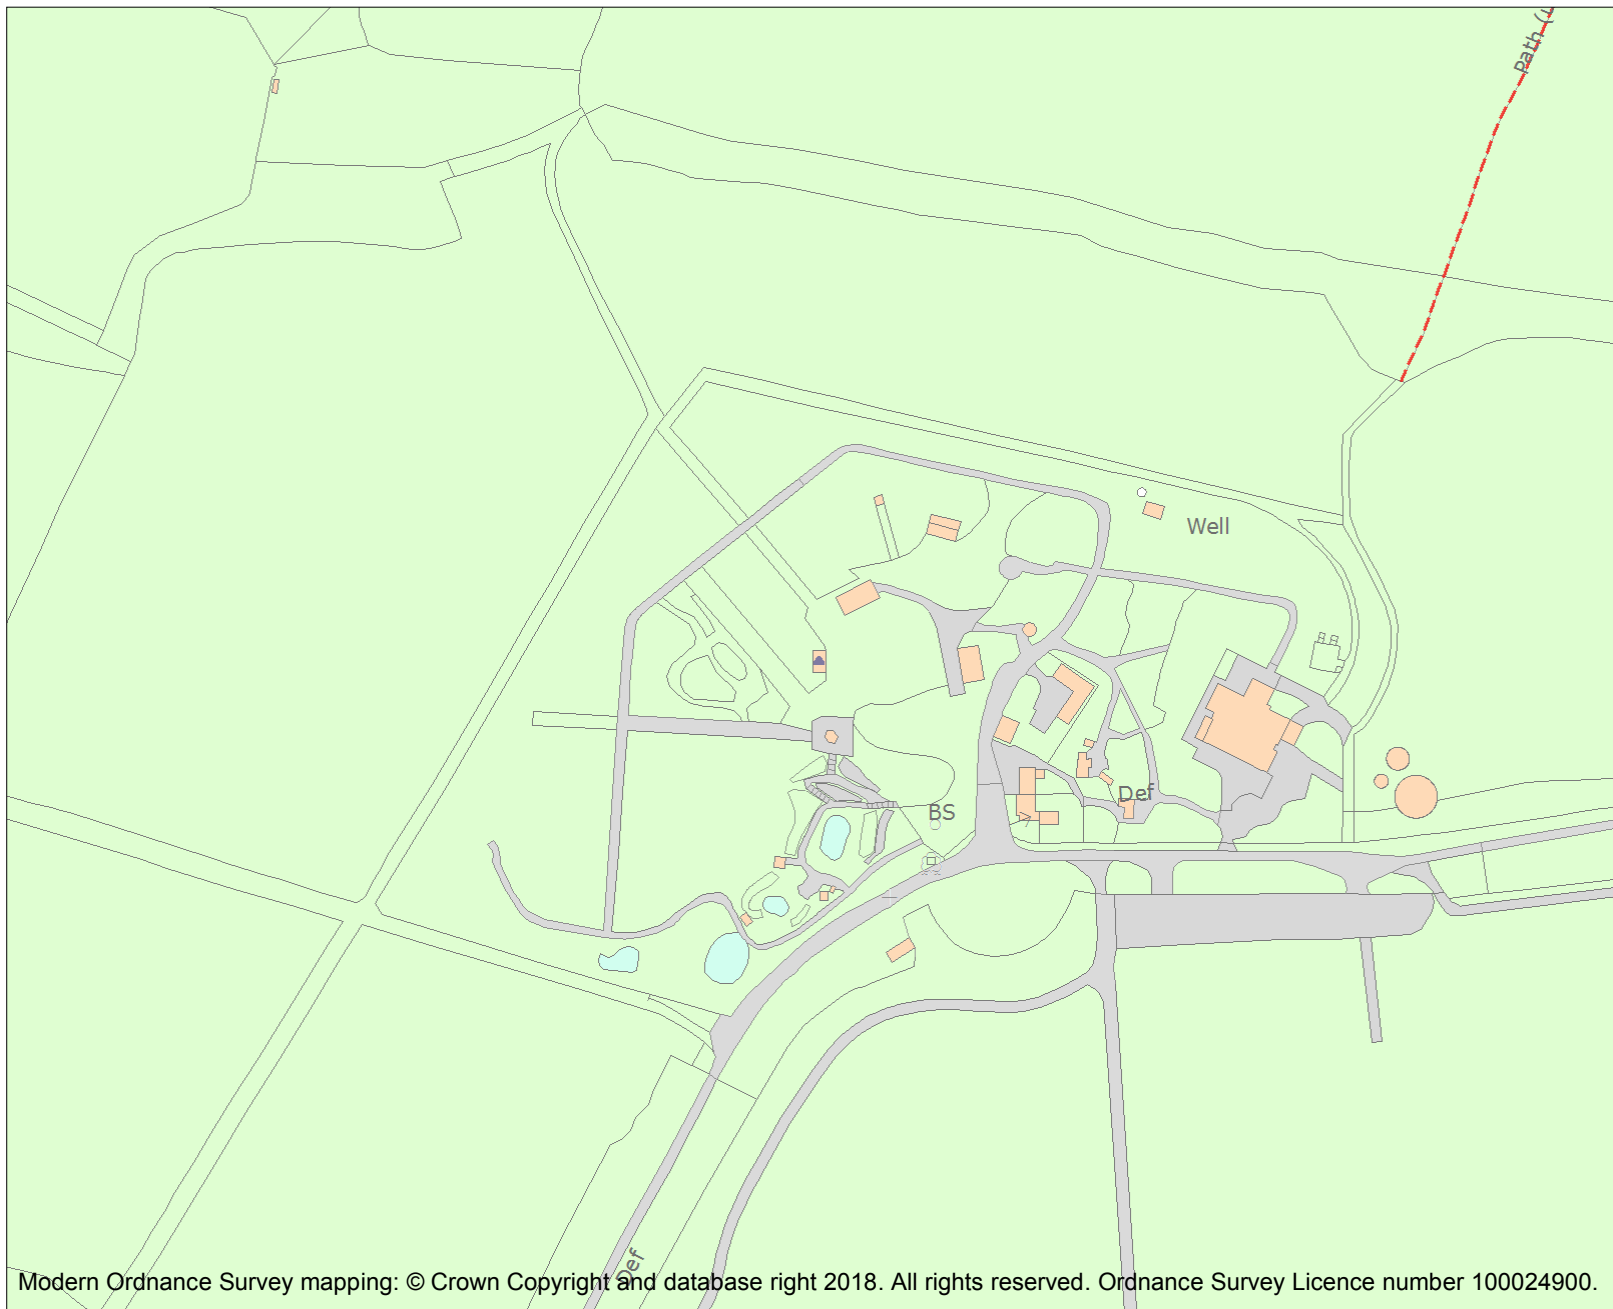 Path (u
Well
Def
BS
Def
Modern Ordnance Survey mapping: © Crown Copyright and database right 2018. All rights reserved. Ordnance Survey Licence number 100024900.